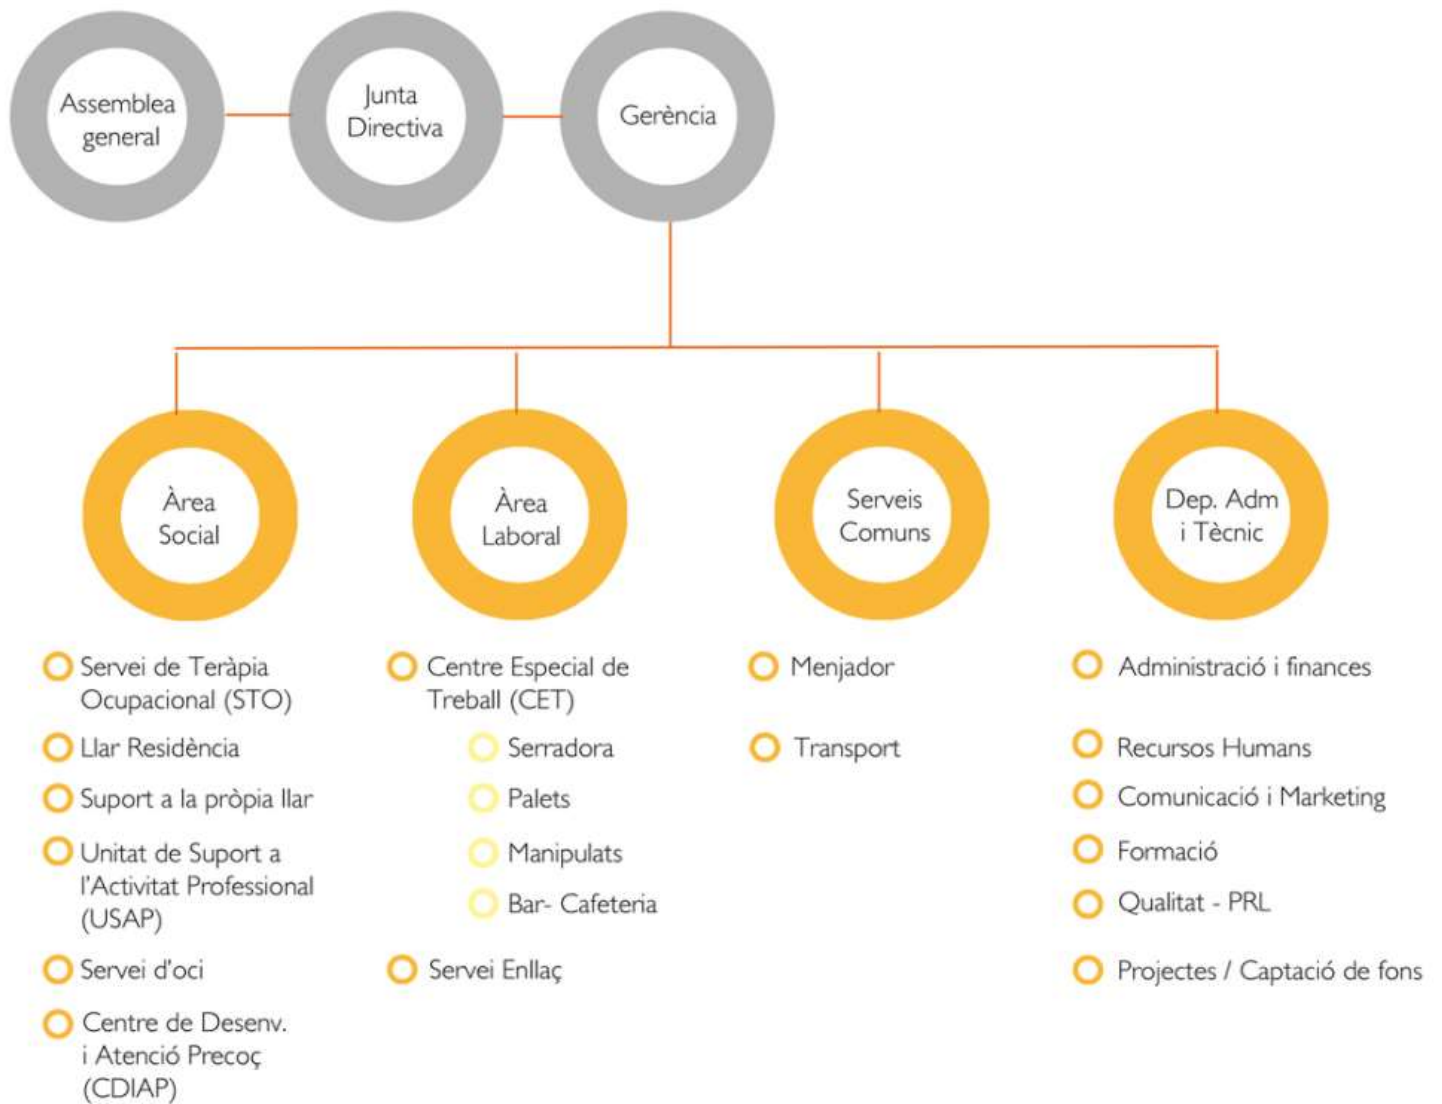 Assemblea
general
Junta
Directiva
Gerència
Àrea
Social
Àrea
Laboral
Serveis
Comuns
Dep. Adm
i Tècnic
Servei de Teràpia
Ocupacional (STO)
Llar Residència
Suport a la pròpia llar
Unitat de Suport a
l'Activitat Professional
(USAP)
Servei d'oci
Centre de Desenv.
i Atenció Precoç
(CDIAP)
Centre Especial de
Treball (CET)
Serradora
Palets
Manipulats
Bar- Cafeteria
Servei Enllaç
Menjador
Transport
Administració i finances
Recursos Humans
Comunicació i Marketing
Formació
Qualitat - PRL
Projectes / Captació de fons